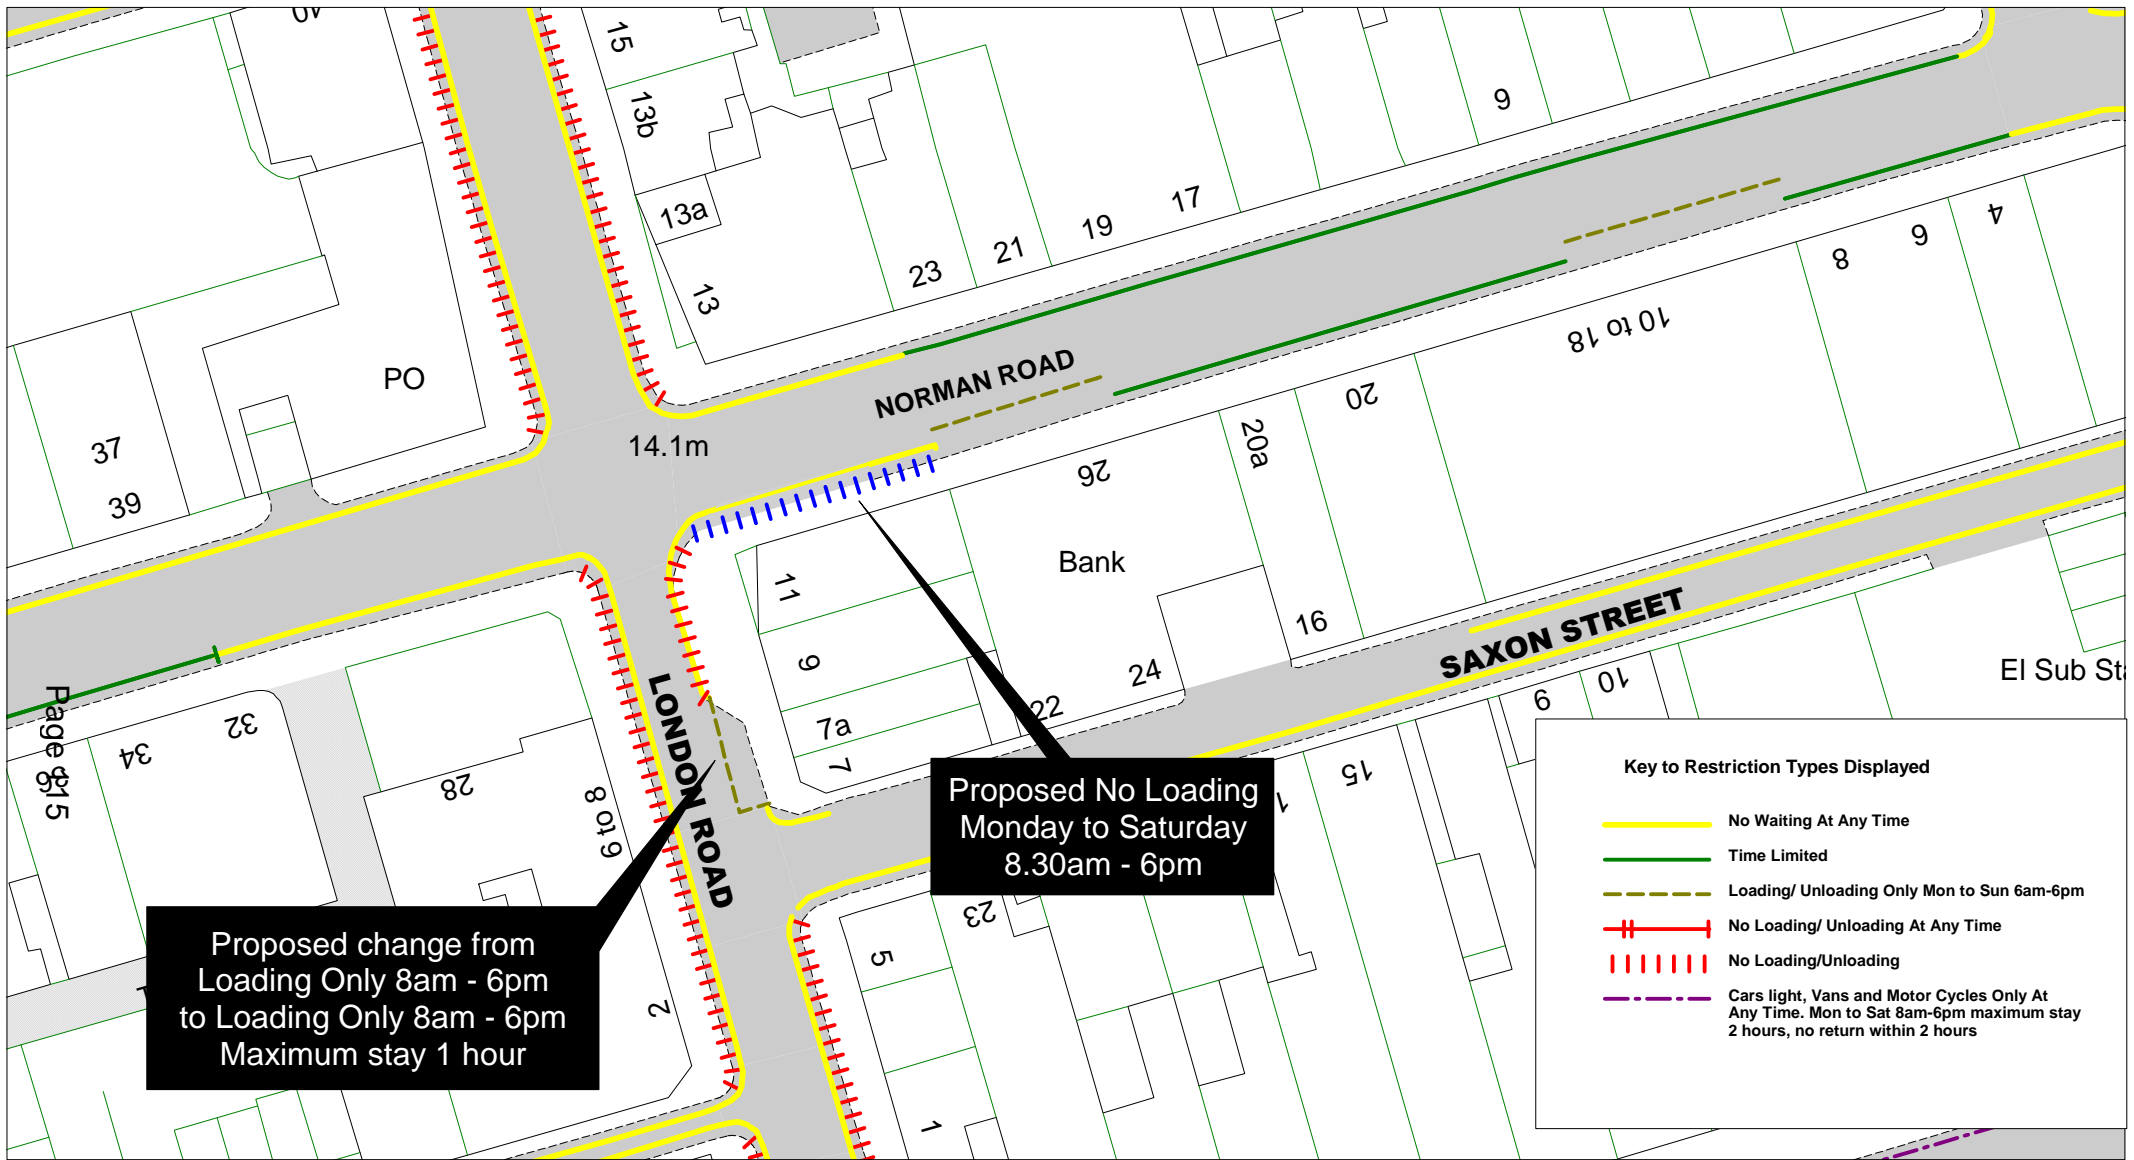 40
15
13b
13a
13
9
17
19
21
23
NORMAN ROAD
PO
14.1m
37
39
4
6
8
10 to 18
20
20a
26
Bank
11
9
7a
7
16
24
22
SAXON STREET
El Sub Sta
10
9
15
1
23
LONDON ROAD
Page 915
32
34
28
8 to 9
2
5
1
Proposed No Loading
Monday to Saturday
8.30am - 6pm
Proposed change from
Loading Only 8am - 6pm
to Loading Only 8am - 6pm
Maximum stay 1 hour
Key to Restriction Types Displayed
No Waiting At Any Time
Time Limited
Loading/ Unloading Only Mon to Sun 6am-6pm
No Loading/ Unloading At Any Time
No Loading/Unloading
Cars light, Vans and Motor Cycles Only At
Any Time. Mon to Sat 8am-6pm maximum stay
2 hours, no return within 2 hours